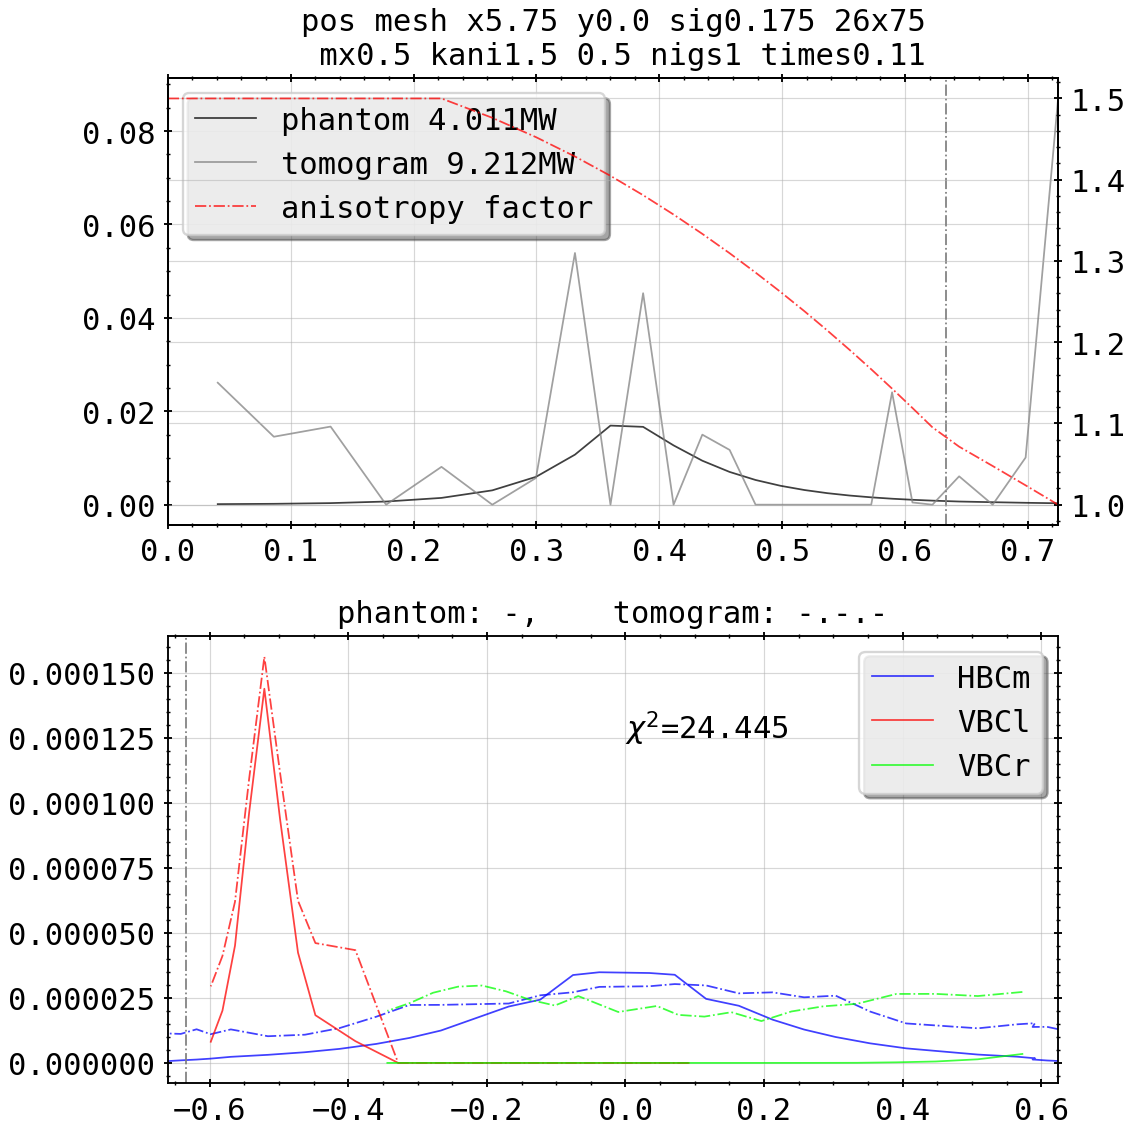 pos mesh x5.75 y0.0 sig0.175 26x75
mx0.5 kani1.5 0.5 nigs1 times0.11
phantom 4.011MW
tomogram 9.212MW
anisotropy factor
0.08
0.06
0.04
0.02
0.00
1.5
1.4
1.3
1.2
1.1
1.0
0.0 0.1 0.2 0.3 0.4 0.5 0.6 0.7
phantom: -, tomogram: -.-.-
χ²=24.445
HBCm
VBCl
VBCr
0.000150
0.000125
0.000100
0.000075
0.000050
0.000025
0.000000
−0.6 −0.4 −0.2 0.0 0.2 0.4 0.6